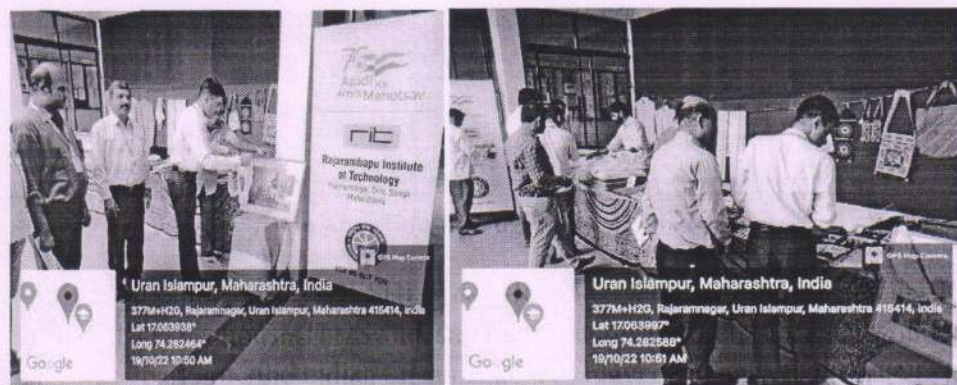 75
Azadi Ka
Amrit Mahotsav
rit
Rajarambapu Institute
of Technology
GPS Map Camera
Uran Islampur, Maharashtra, India
377M+H2G, Rajaramnagar, Uran Islampur, Maharashtra 415414, India
Lat 17.063938°
Long 74.282464°
19/10/22 10:50 AM
Google
GPS Map Camera
Uran Islampur, Maharashtra, India
377M+H2G, Rajaramnagar, Uran Islampur, Maharashtra 415414, India
Lat 17.063997°
Long 74.282588°
19/10/22 10:51 AM
Google